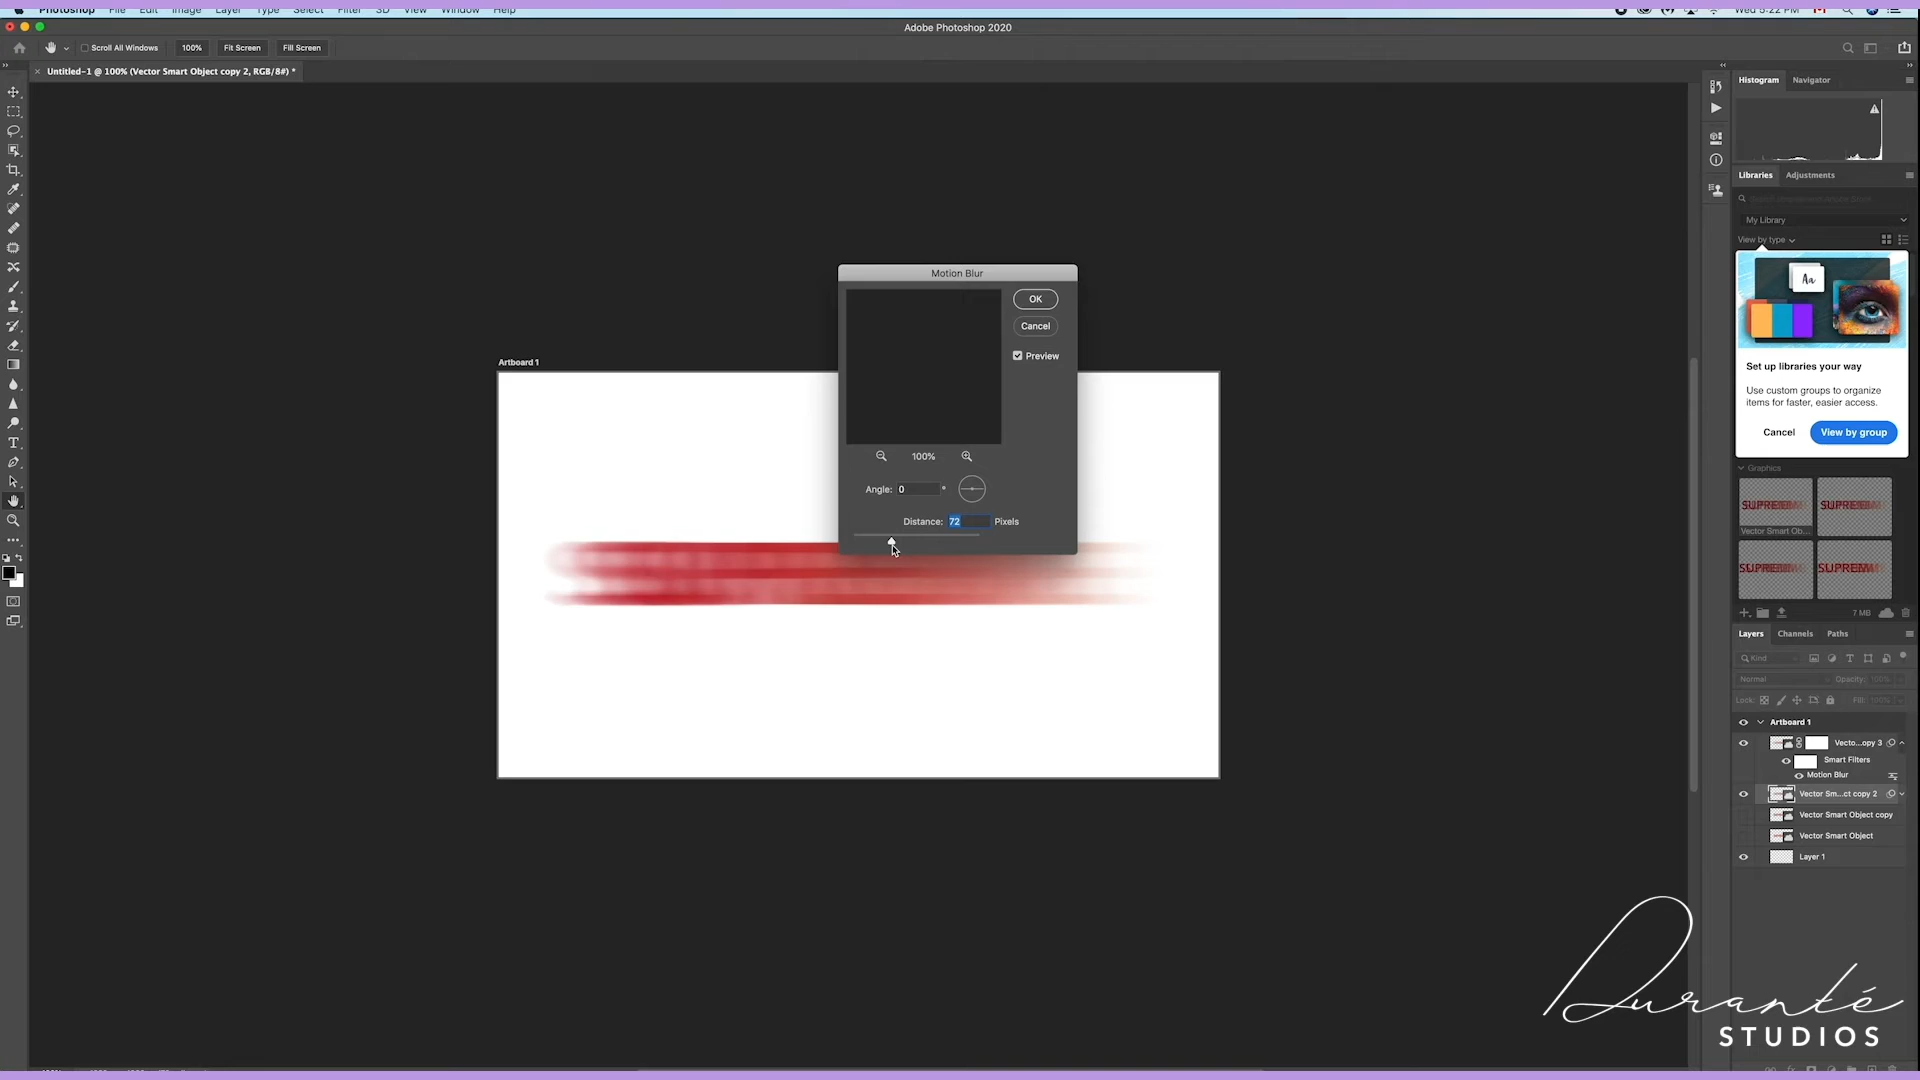 Photoshop File Edit Image Layer Type Select Filter 3D View Window Help Wed 5:22 PM
Adobe Photoshop 2020
Scroll All Windows 100% Fit Screen Fill Screen
Untitled-1 @ 100% (Vector Smart Object copy 2, RGB/8#) *
Histogram Navigator
Libraries Adjustments
My Library
View by type
Aa
Set up libraries your way
Use custom groups to organize
items for faster, easier access.
Cancel View by group
Graphics
Vector Smart Ob...
7 MB
Motion Blur
OK
Cancel
Preview
100%
Angle: 0 °
Distance: 72 Pixels
Artboard 1
Layers Channels Paths
Kind
Normal Opacity: 100%
Lock: Fill: 100%
Artboard 1
Vecto...opy 3
Smart Filters
Motion Blur
Vector Sm...ct copy 2
Vector Smart Object copy
Vector Smart Object
Layer 1
Duranté
STUDIOS